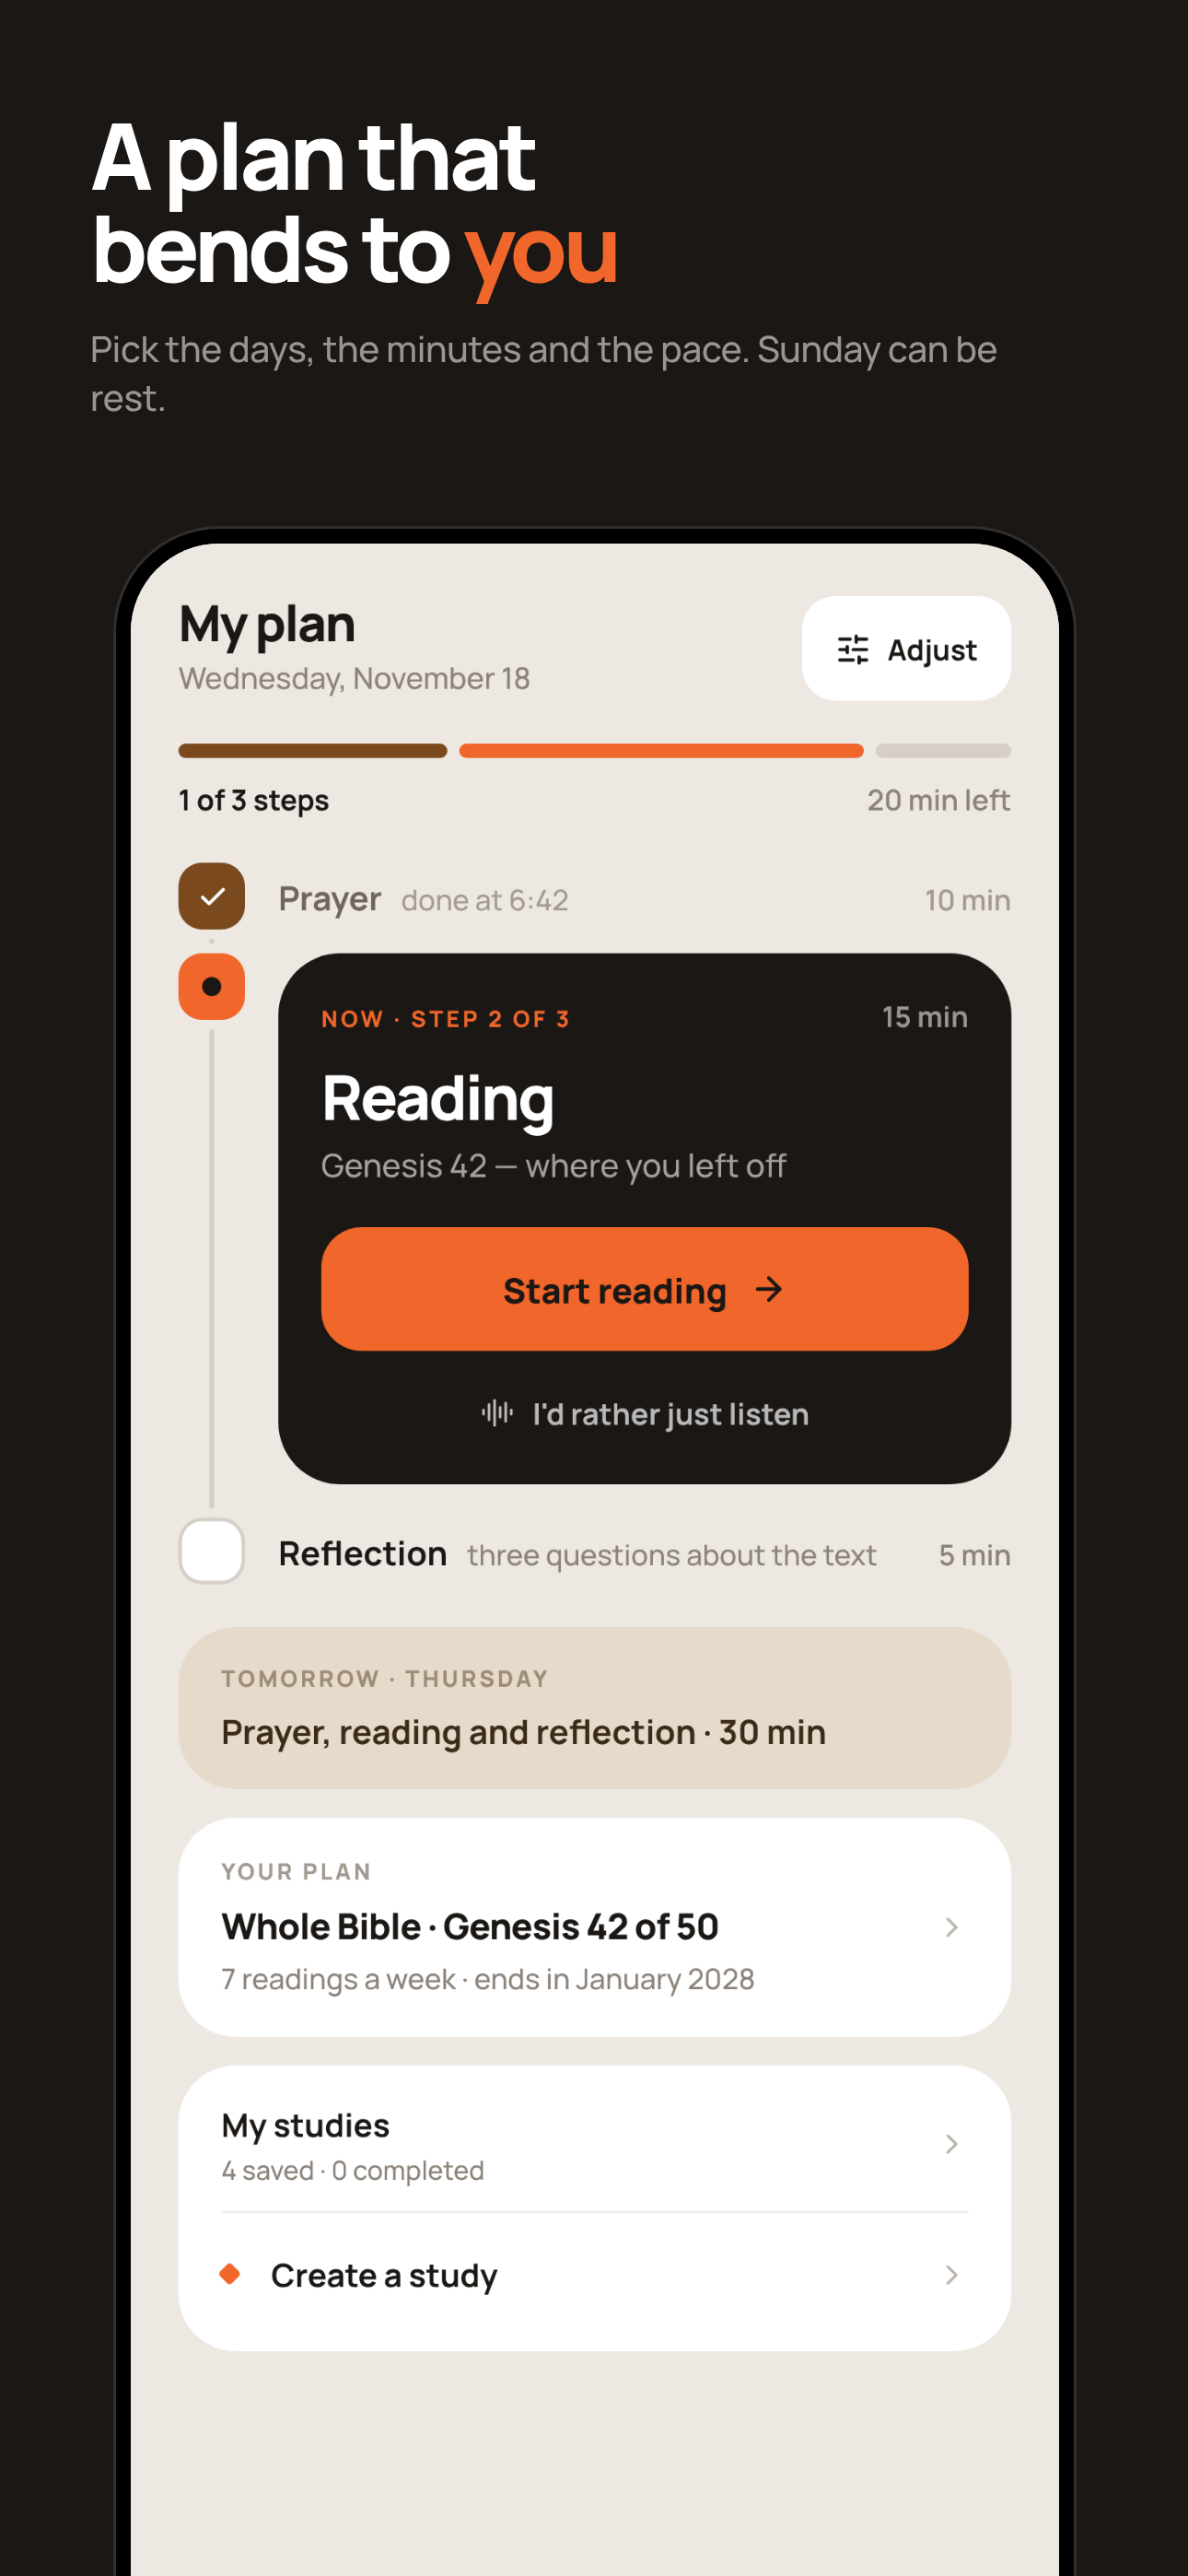 A plan that
bends to you
Pick the days, the minutes and the pace. Sunday can be
rest.
My plan
Wednesday, November 18
Adjust
1 of 3 steps
20 min left
Prayer done at 6:42
10 min
NOW · STEP 2 OF 3
15 min
Reading
Genesis 42 — where you left off
Start reading →
I'd rather just listen
Reflection three questions about the text
5 min
TOMORROW · THURSDAY
Prayer, reading and reflection · 30 min
YOUR PLAN
Whole Bible · Genesis 42 of 50
7 readings a week · ends in January 2028
My studies
4 saved · 0 completed
Create a study